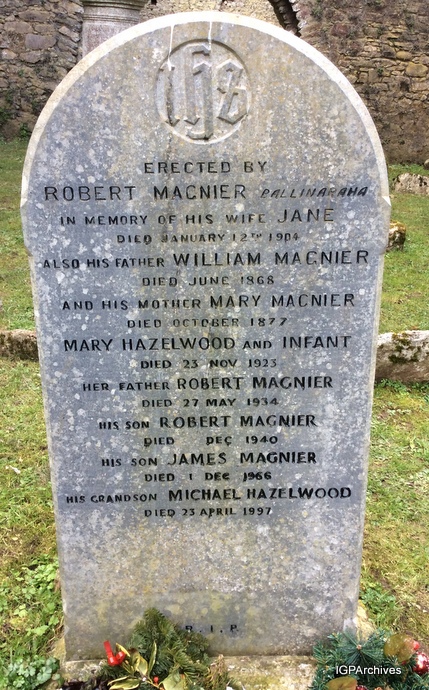 IHS
ERECTED BY
ROBERT MAGNIER BALLINARAHA
IN MEMORY OF HIS WIFE JANE
DIED JANUARY 12TH 1904
ALSO HIS FATHER WILLIAM MAGNIER
DIED JUNE 1868
AND HIS MOTHER MARY MAGNIER
DIED OCTOBER 1877
MARY HAZELWOOD AND INFANT
DIED 23 NOV 1923
HER FATHER ROBERT MAGNIER
DIED 27 MAY 1934
HIS SON ROBERT MAGNIER
DIED DEC 1940
HIS SON JAMES MAGNIER
DIED 1 DEC 1966
HIS GRANDSON MICHAEL HAZELWOOD
DIED 23 APRIL 1997
R.I.P.
IGPArchives